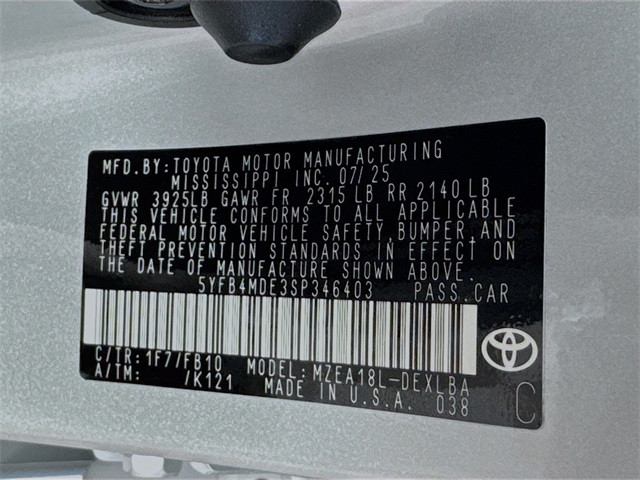 MFD.BY:TOYOTA MOTOR MANUFACTURING
MISSISSIPPI INC. 07/25
GVWR 3925LB GAWR FR 2315 LB RR 2140 LB
THIS VEHICLE CONFORMS TO ALL APPLICABLE
FEDERAL MOTOR VEHICLE SAFETY, BUMPER, AND
THEFT PREVENTION STANDARDS IN EFFECT ON
THE DATE OF MANUFACTURE SHOWN ABOVE.
5YFB4MDE3SP346403 PASS.CAR
C/TR:1F7/FB10 MODEL:MZEA18L-DEXLBA
A/TM: /K121 MADE IN U.S.A. 038
C